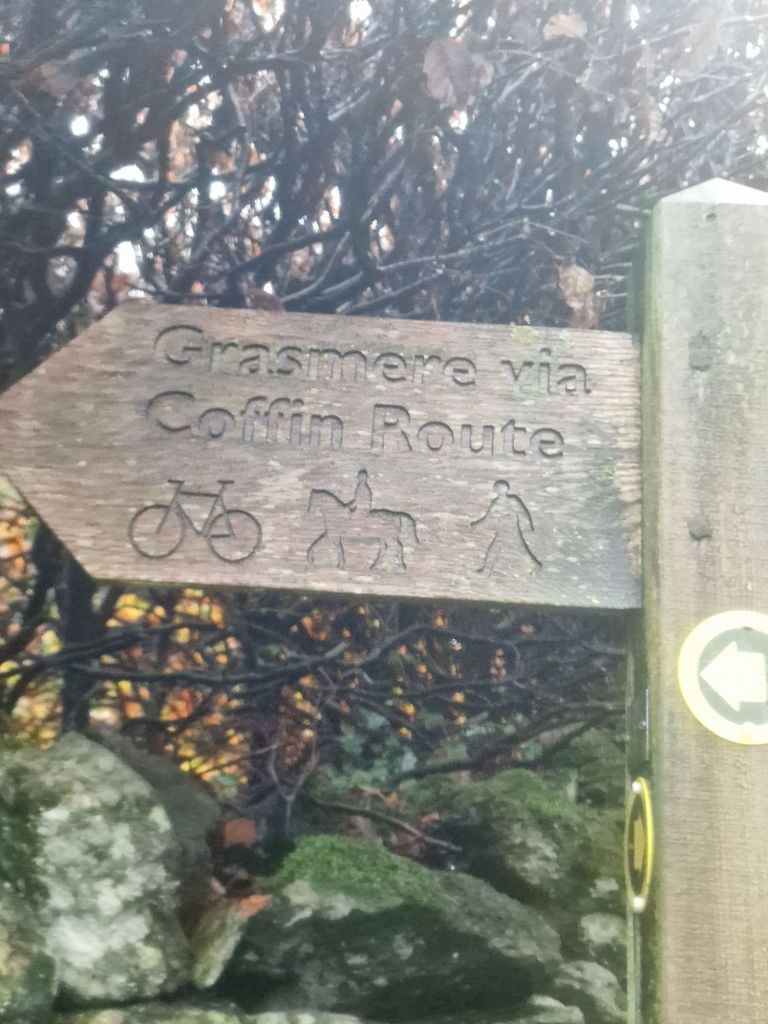 Grasmere via
Coffin Route